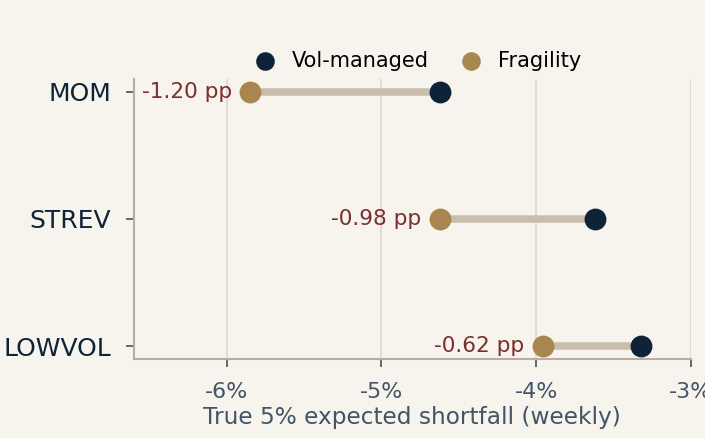 Vol-managed Fragility
MOM -1.20 pp
STREV -0.98 pp
LOWVOL -0.62 pp
-6% -5% -4% -3%
True 5% expected shortfall (weekly)